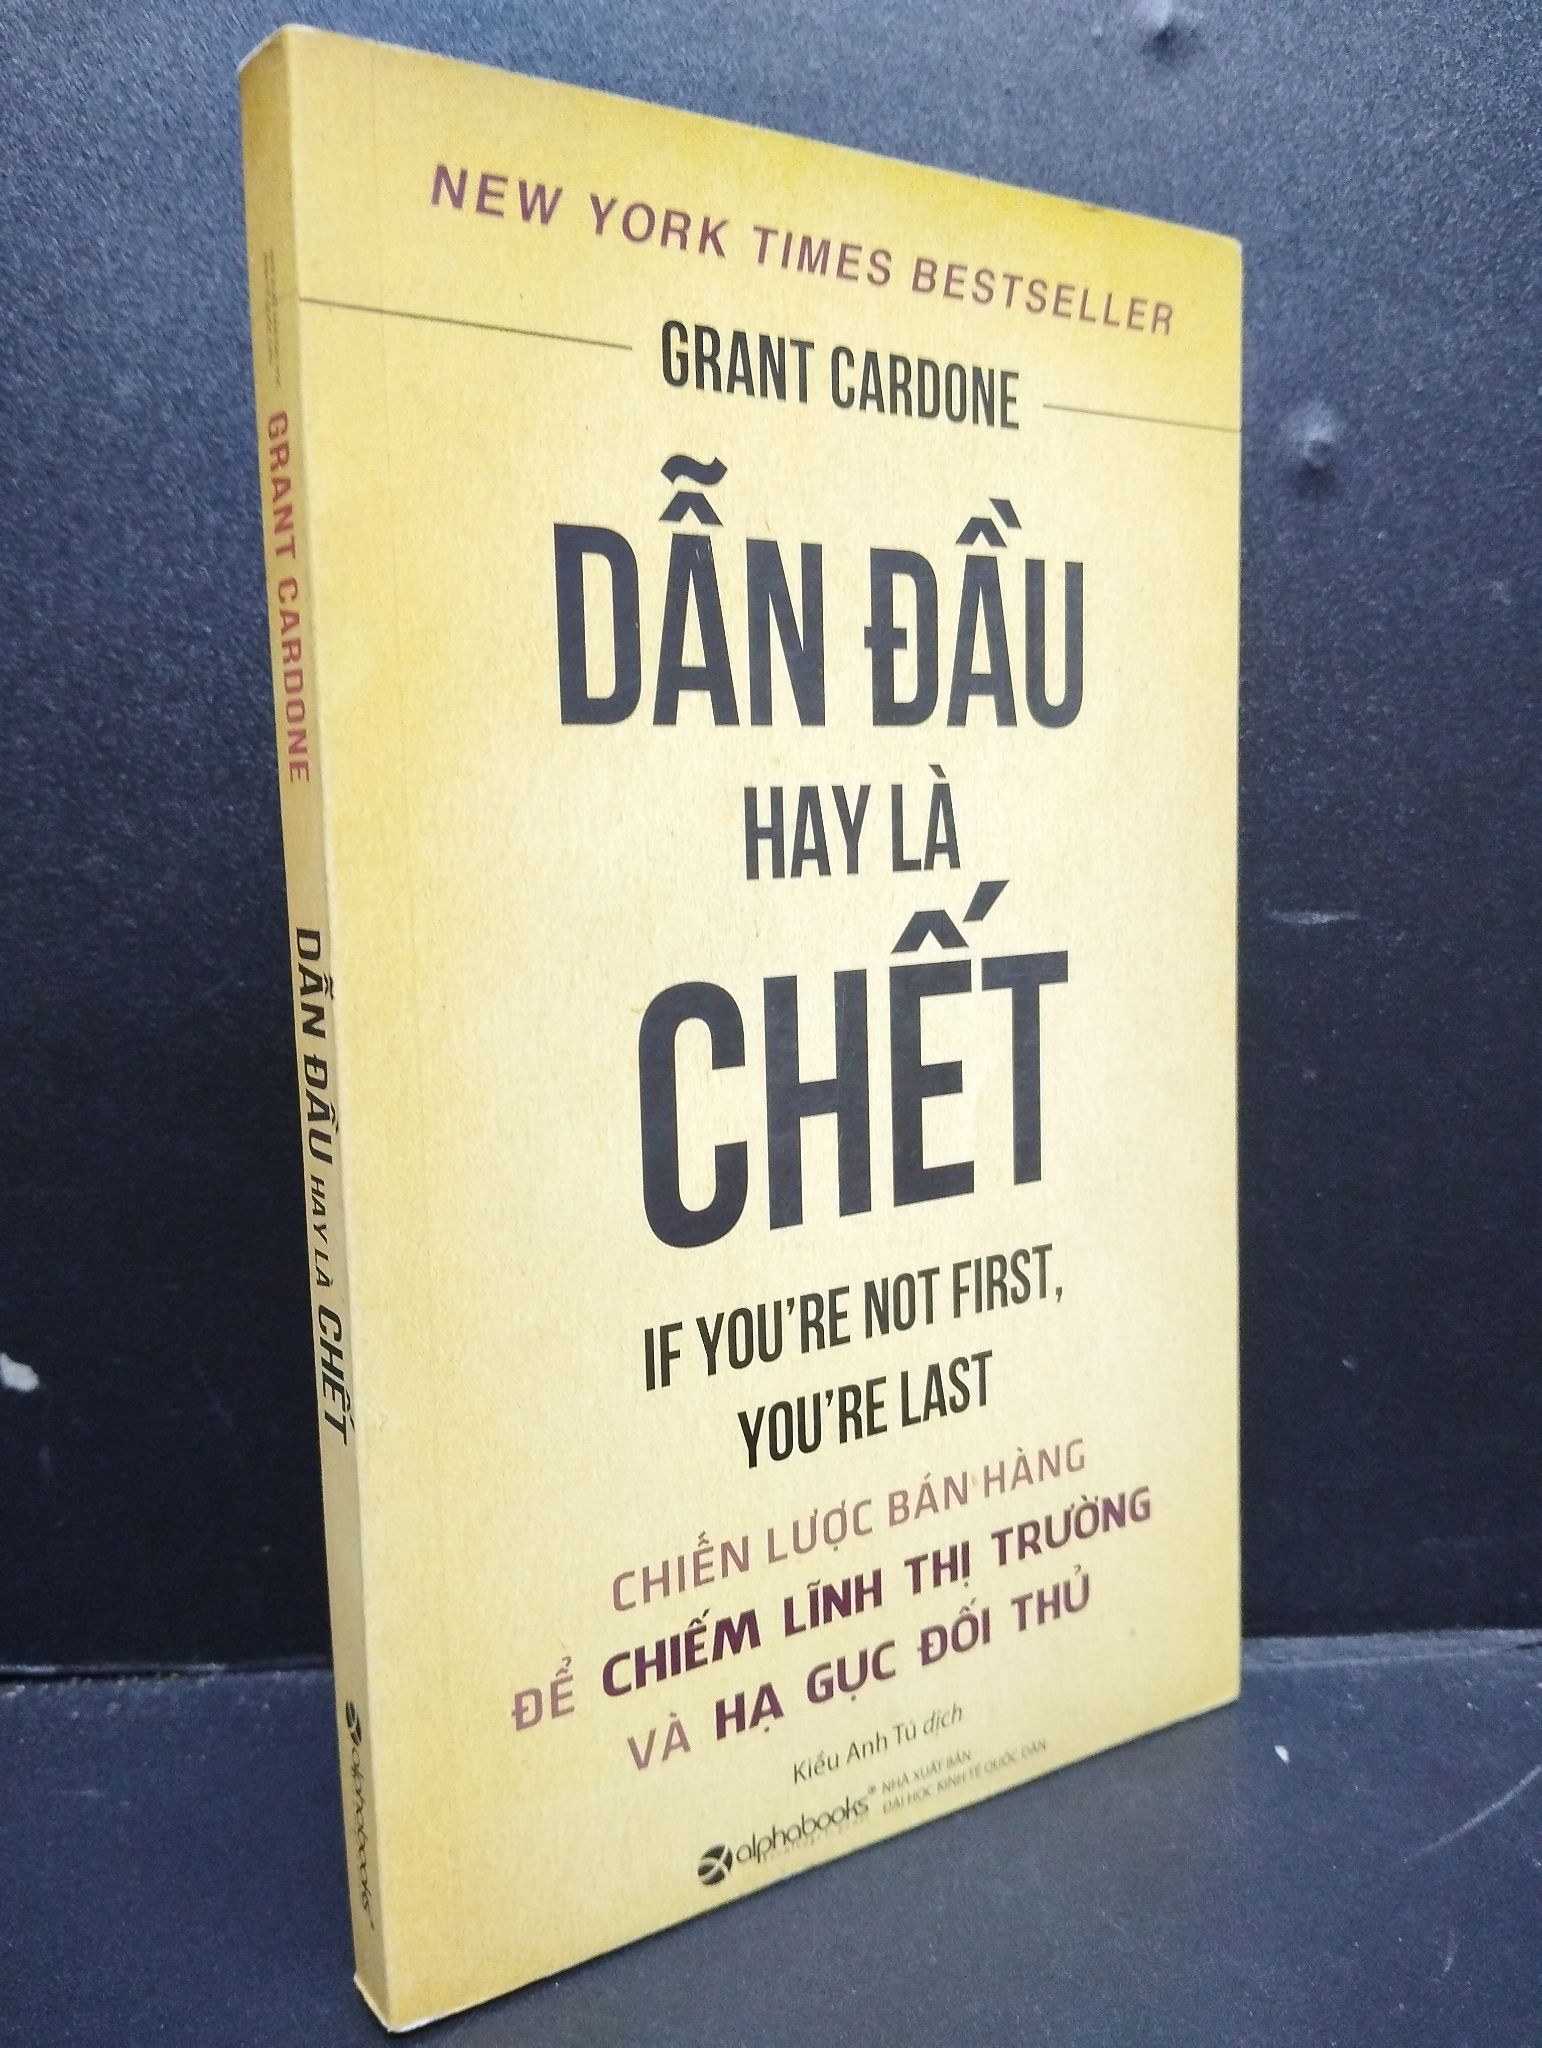 NEW YORK TIMES BESTSELLER
GRANT CARDONE
DẪN ĐẦU
HAY LÀ
CHẾT
IF YOU'RE NOT FIRST,
YOU'RE LAST
CHIẾN LƯỢC BÁN HÀNG
ĐỂ CHIẾM LĨNH THỊ TRƯỜNG
VÀ HẠ GỤC ĐỐI THỦ
Kiều Anh Tú dịch
alphabooks®
NHÀ XUẤT BẢN
ĐẠI HỌC KINH TẾ QUỐC DÂN
GRANT CARDONE
DẪN ĐẦU HAY LÀ CHẾT
alphabooks®